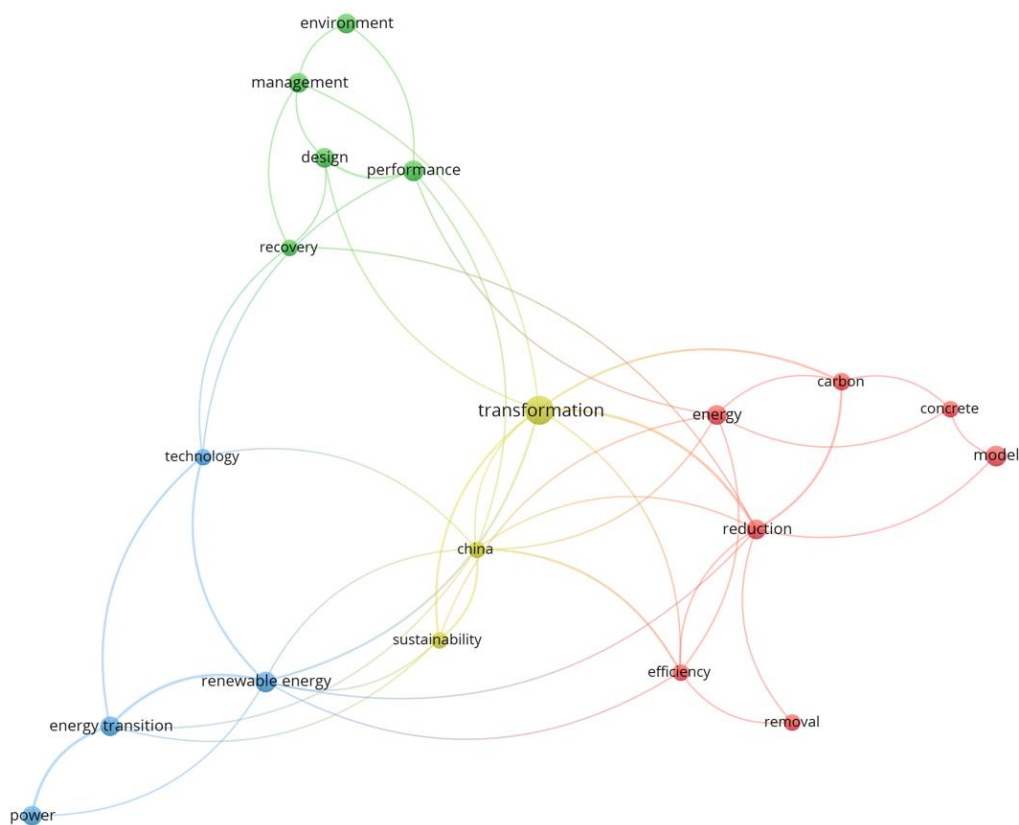 environment
management
design
performance
recovery
carbon
transformation
energy
concrete
technology
model
reduction
china
sustainability
efficiency
renewable energy
removal
energy transition
power